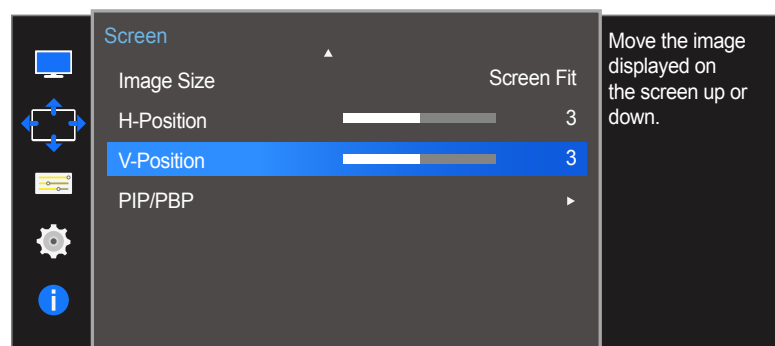 Screen
Image Size Screen Fit
H-Position 3
V-Position 3
PIP/PBP
Move the image
displayed on
the screen up or
down.